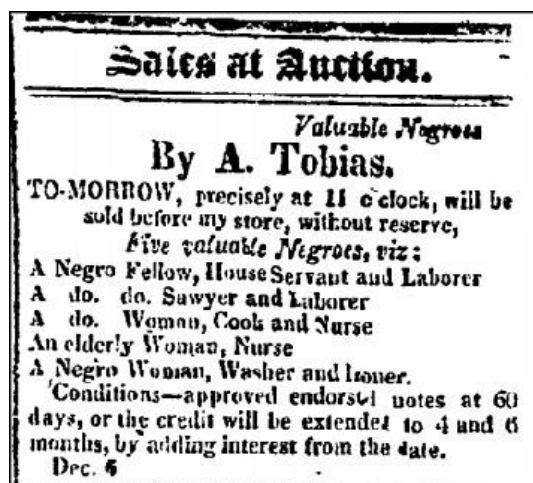 Sales at Auction.
Valuable Negroes
By A. Tobias.
TO-MORROW, precisely at 11 o'clock, will be
sold before my store, without reserve,
Five valuable Negroes, viz:
A Negro Fellow, House Servant and Laborer
A do. do. Sawyer and Laborer
A do. Woman, Cook and Nurse
An elderly Woman, Nurse
A Negro Woman, Washer and Ironer.
Conditions—approved endorsed notes at 60
days, or the credit will be extended to 4 and 6
months, by adding interest from the date.
Dec. 6